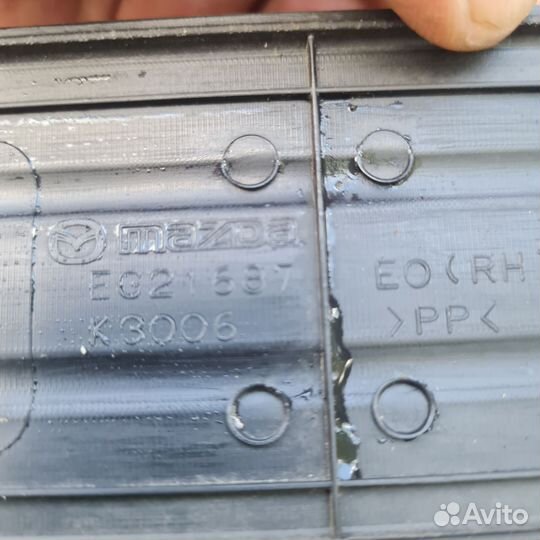 mazda
EG21 687
K3006
EO (RH
>PP<
Avito